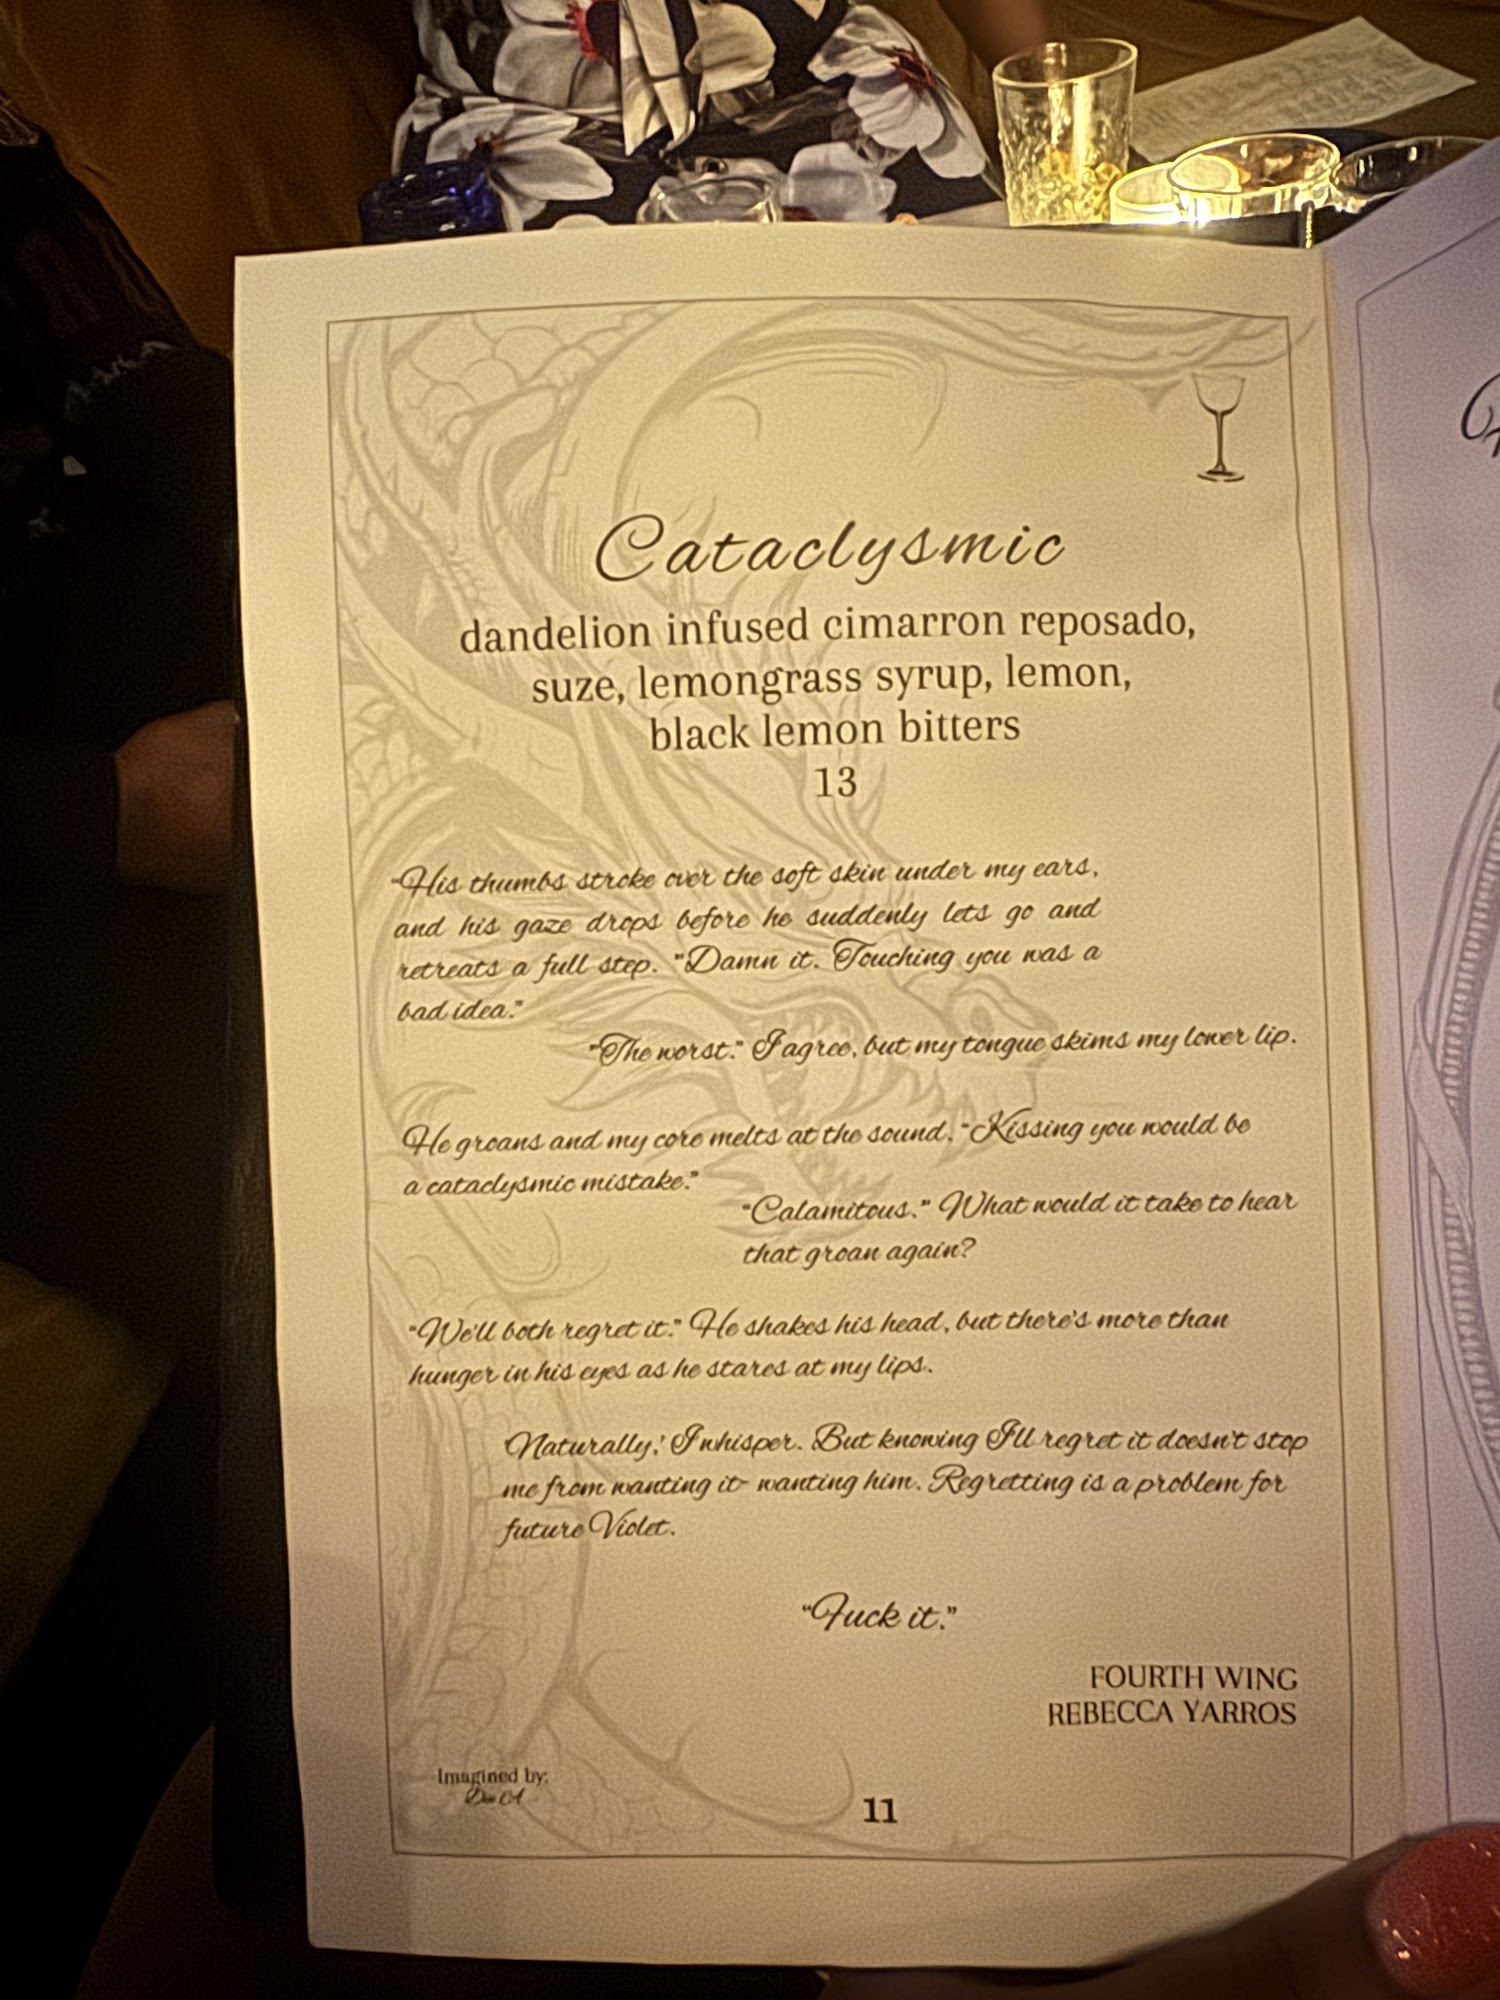 Cataclysmic
dandelion infused cimarron reposado,
suze, lemongrass syrup, lemon,
black lemon bitters
13
"His thumbs stroke over the soft skin under my ears,
and his gaze drops before he suddenly lets go and
retreats a full step. "Damn it. Touching you was a
bad idea."
"The worst." I agree, but my tongue skims my lower lip.
He groans and my core melts at the sound. "Kissing you would be
a cataclysmic mistake."
"Calamitous." What would it take to hear
that groan again?
"We'll both regret it." He shakes his head, but there's more than
hunger in his eyes as he stares at my lips.
'Naturally,' I whisper. But knowing I'll regret it doesn't stop
me from wanting it- wanting him. Regretting is a problem for
future Violet.
"Fuck it."
FOURTH WING
REBECCA YARROS
Imagined by:
11